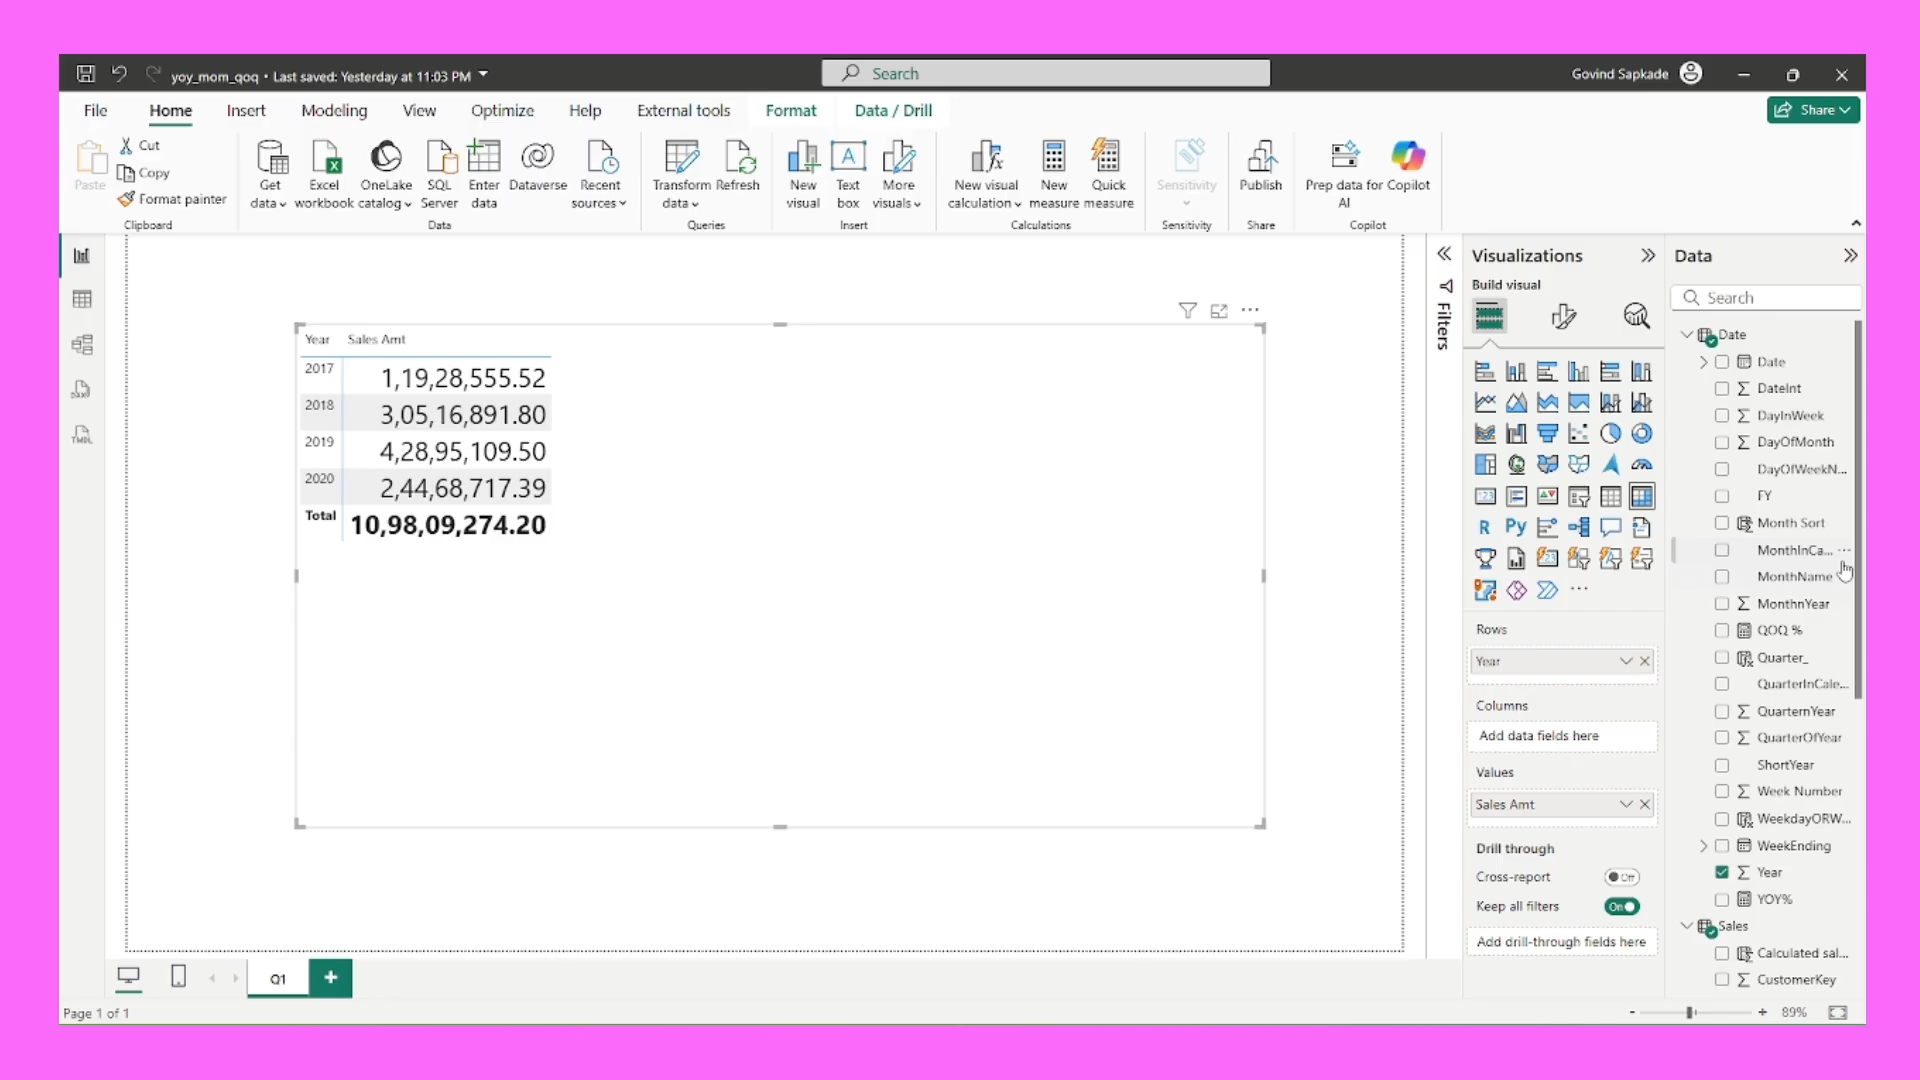 yoy_mom_qoq • Last saved: Yesterday at 11:03 PM
Search
Govind Sapkade
File
Home
Insert
Modeling
View
Optimize
Help
External tools
Format
Data / Drill
Share
Paste
Cut
Copy
Format painter
Clipboard
Get data
Excel workbook
OneLake catalog
SQL Server
Enter data
Dataverse
Recent sources
Data
Transform data
Refresh
Queries
New visual
Text box
More visuals
Insert
New visual calculation
New measure
Quick measure
Calculations
Sensitivity
Sensitivity
Publish
Share
Prep data for AI
Copilot
Copilot
Year Sales Amt
2017 1,19,28,555.52
2018 3,05,16,891.80
2019 4,28,95,109.50
2020 2,44,68,717.39
Total 10,98,09,274.20
Filters
Visualizations
Build visual
R
Py
Rows
Year
Columns
Add data fields here
Values
Sales Amt
Drill through
Cross-report
Off
Keep all filters
On
Add drill-through fields here
Data
Search
Date
Date
DateInt
DayInWeek
DayOfMonth
DayOfWeekN...
FY
Month Sort
MonthInCa...
MonthName
MonthnYear
QOQ %
Quarter_
QuarterInCale...
QuarternYear
QuarterOfYear
ShortYear
Week Number
WeekdayORW...
WeekEnding
Year
YOY%
Sales
Calculated sal...
CustomerKey
Q1
Page 1 of 1
- + 89%